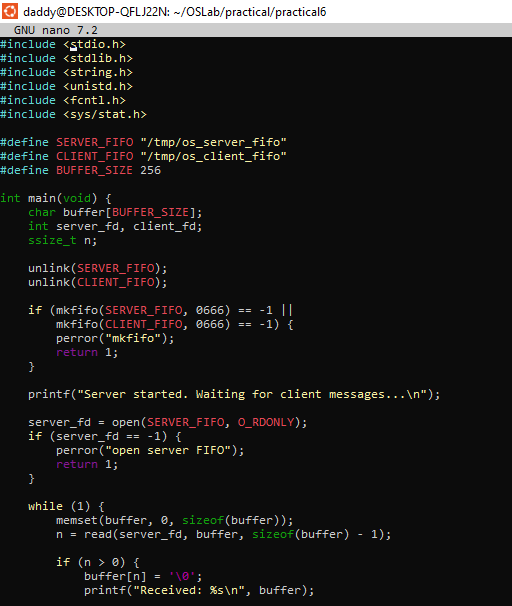 daddy@DESKTOP-QFLJ22N: ~/OSLab/practical/practical6
GNU nano 7.2
#include <stdio.h>
#include <stdlib.h>
#include <string.h>
#include <unistd.h>
#include <fcntl.h>
#include <sys/stat.h>

#define SERVER_FIFO "/tmp/os_server_fifo"
#define CLIENT_FIFO "/tmp/os_client_fifo"
#define BUFFER_SIZE 256

int main(void) {
    char buffer[BUFFER_SIZE];
    int server_fd, client_fd;
    ssize_t n;

    unlink(SERVER_FIFO);
    unlink(CLIENT_FIFO);

    if (mkfifo(SERVER_FIFO, 0666) == -1 ||
        mkfifo(CLIENT_FIFO, 0666) == -1) {
        perror("mkfifo");
        return 1;
    }

    printf("Server started. Waiting for client messages...\n");

    server_fd = open(SERVER_FIFO, O_RDONLY);
    if (server_fd == -1) {
        perror("open server FIFO");
        return 1;
    }

    while (1) {
        memset(buffer, 0, sizeof(buffer));
        n = read(server_fd, buffer, sizeof(buffer) - 1);

        if (n > 0) {
            buffer[n] = '\0';
            printf("Received: %s\n", buffer);